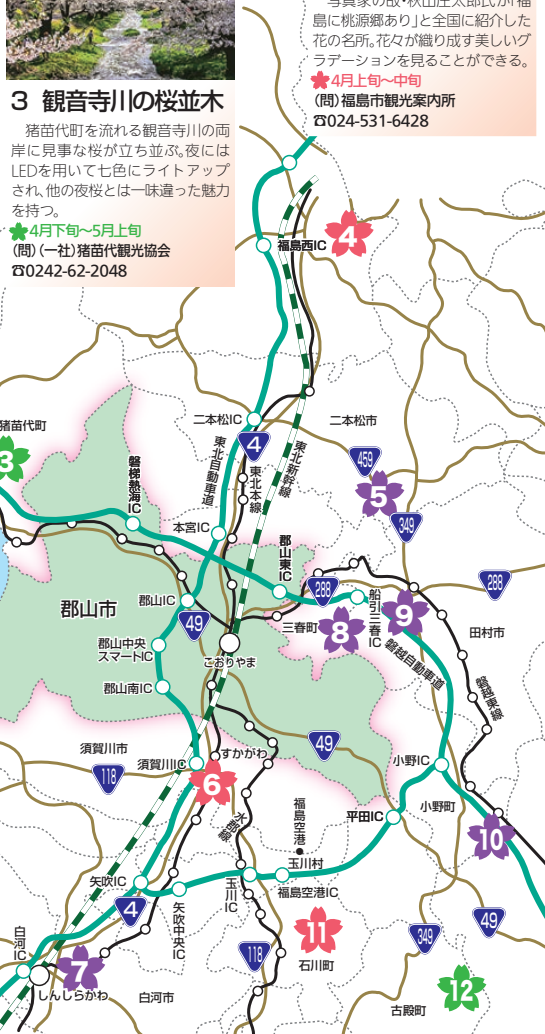 写真家の故・秋山庄太郎氏が「福
島に桃源郷あり」と全国に紹介した
花の名所。花々が織り成す美しいグ
ラデーションを見ることができる。
4月上旬〜中旬
(問)福島市観光案内所
☎024-531-6428
3 観音寺川の桜並木
猪苗代町を流れる観音寺川の両
岸に見事な桜が立ち並ぶ。夜には
LEDを用いて七色にライトアップ
され、他の夜桜とは一味違った魅力
を持つ。
4月下旬〜5月上旬
(問)(一社)猪苗代観光協会
☎0242-62-2048
福島西IC
4
二本松IC
二本松市
猪苗代町
3
4
東北自動車道
東北本線
東北新幹線
459
5
磐梯熱海IC
本宮IC
349
郡山東IC
288
船引三春IC
288
郡山市
郡山IC
49
三春町
8
9
田村市
こおりやま
郡山中央
スマートIC
磐越自動車道
磐越東線
郡山南IC
須賀川市
118
須賀川IC
すかがわ
49
小野IC
6
水郡線
福島空港
平田IC
小野町
10
玉川村
矢吹IC
福島空港IC
4
矢吹中央IC
玉川IC
白河IC
7
しんしらかわ
白河市
118
11
石川町
349
49
12
古殿町